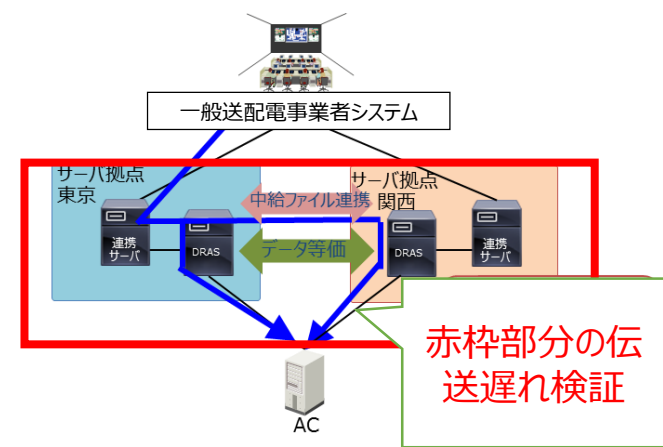 一般送配電事業者システム
サーバ拠点
東京
中給ファイル連携
サーバ拠点
関西
連携
サーバ
DRAS
データ等価
DRAS
連携
サーバ
赤枠部分の伝
送遅れ検証
AC